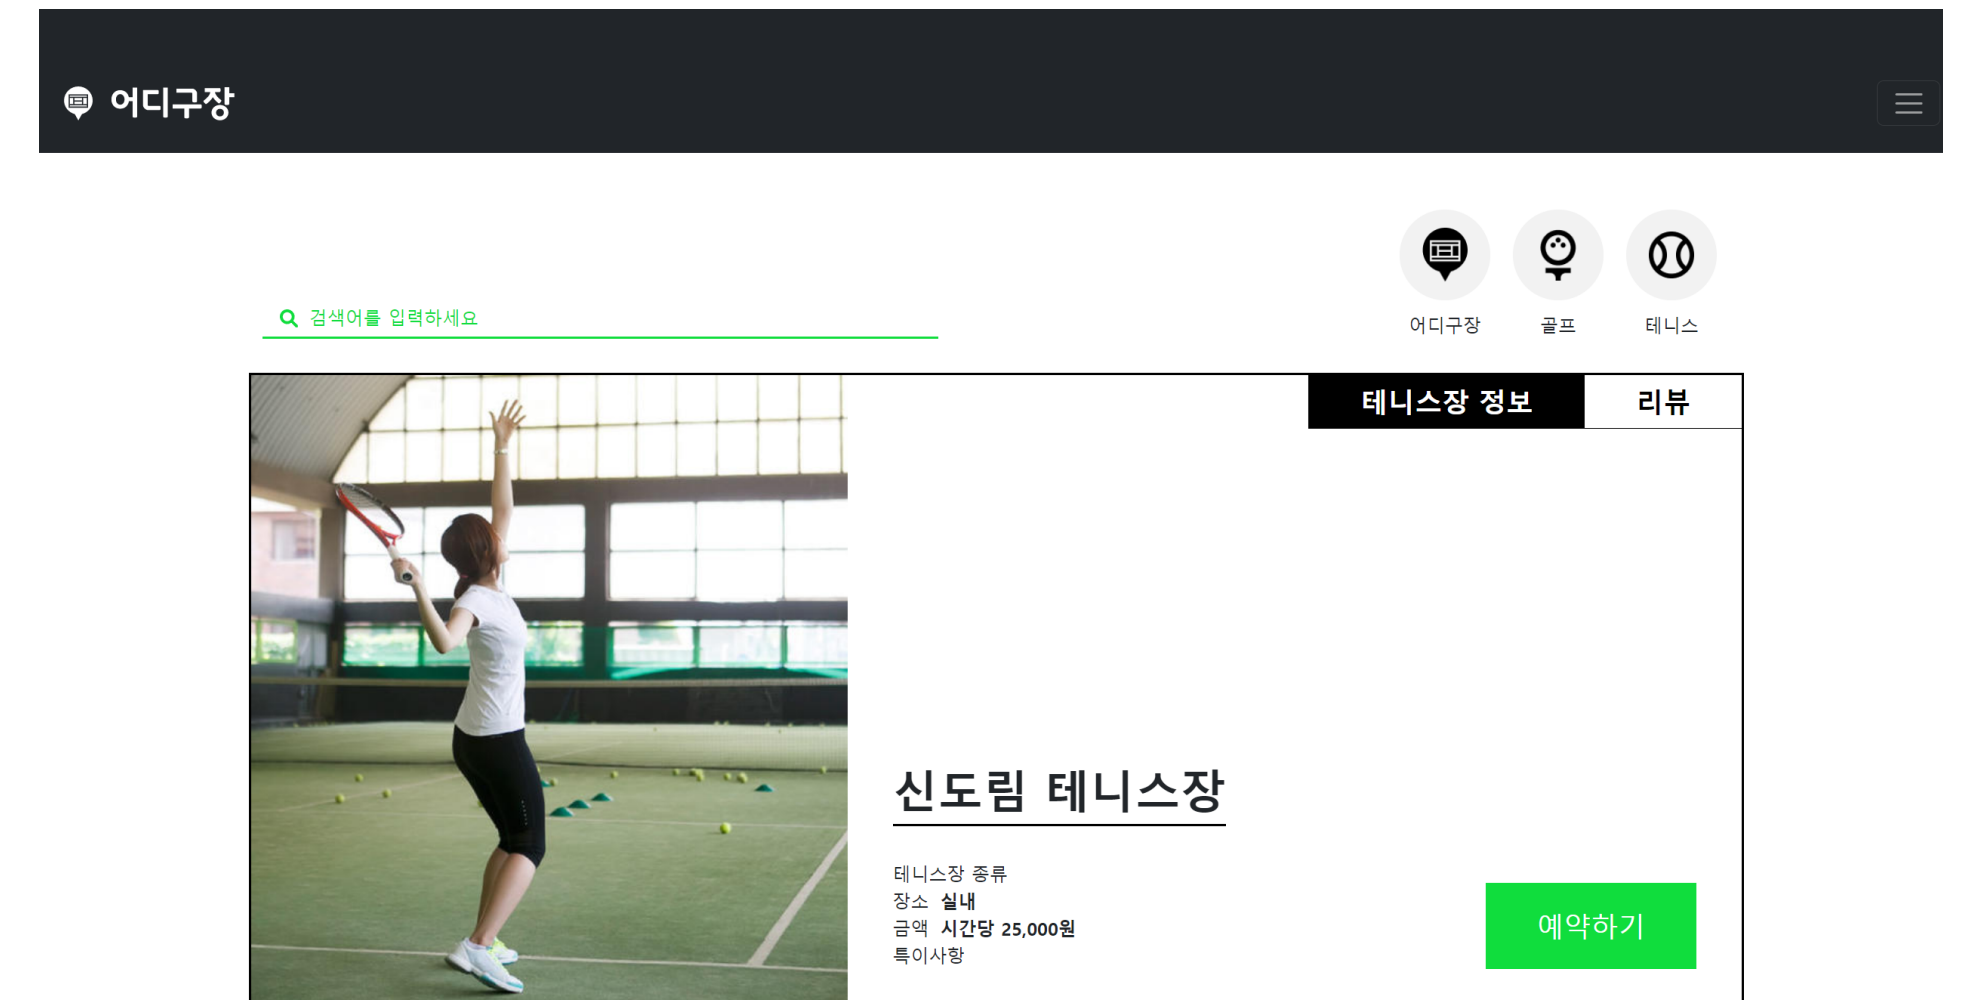 어디구장
검색어를 입력하세요
어디구장
골프
테니스
테니스장 정보
리뷰
신도림 테니스장
테니스장 종류
장소 실내
금액 시간당 25,000원
특이사항
예약하기